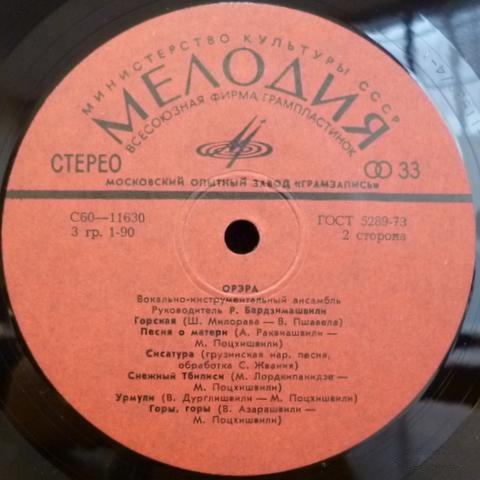 МИНИСТЕРСТВО КУЛЬТУРЫ СССР
МЕЛОДИЯ
ВСЕСОЮЗНАЯ ФИРМА ГРАМПЛАСТИНОК
СТЕРЕО
33
МОСКОВСКИЙ ОПЫТНЫЙ ЗАВОД «ГРАМЗАПИСЬ»
С60—11630
ГОСТ 5289-73
3 гр. 1-90
2 сторона
ОРЭРА
Вокально-инструментальный ансамбль
Руководитель Р. Бардзимашвили
Горская (Ш. Милорава — В. Пшавела)
Песня о матери (А. Ракviашвили —
М. Поцхишвили)
Сисатура (грузинская нар. песня,
обработка С. Жвания)
Снежный Тбилиси (М. Лордкипанидзе —
М. Поцхишвили)
Урмули (В. Дурглишвили — М. Поцхишвили)
Горы, горы (В. Азарашвили —
М. Поцхишвили)